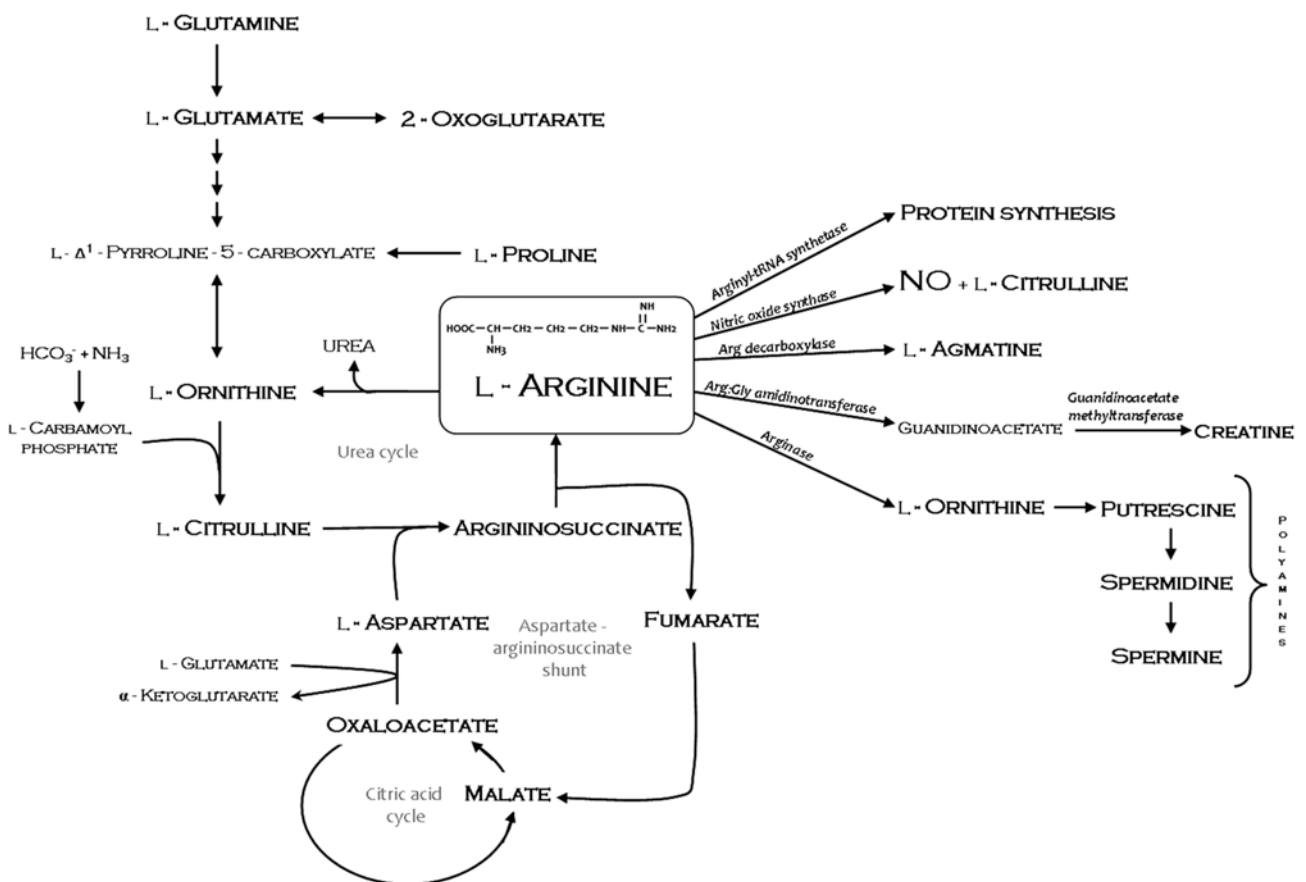 L - GLUTAMINE
L - GLUTAMATE
2 - OXOGLUTARATE
L - Δ¹ - PYRROLINE - 5 - CARBOXYLATE
L - PROLINE
HCO₃⁻ + NH₃
UREA
L - ORNITHINE
L - CARBAMOYL
PHOSPHATE
Urea cycle
NH
HOOC – CH – CH2 – CH2 – CH2 – NH – C – NH2
NH3
L - ARGININE
Arginyl-tRNA synthetase
PROTEIN SYNTHESIS
Nitric oxide synthase
NO + L - CITRULLINE
Arg decarboxylase
L - AGMATINE
Arg:Gly amidinotransferase
GUANIDINOACETATE
Guanidinoacetate
methyltransferase
CREATINE
Arginase
L - ORNITHINE
PUTRESCINE
SPERMIDINE
SPERMINE
POLYAMINES
L - CITRULLINE
ARGININOSUCCINATE
L - ASPARTATE
Aspartate -
argininosuccinate
shunt
FUMARATE
L - GLUTAMATE
α - KETOGLUTARATE
OXALOACETATE
Citric acid
cycle
MALATE